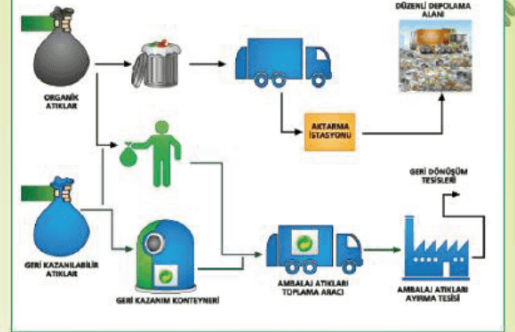 DÜZENLİ DEPOLAMA
ALANI
ORGANİK
ATIKLAR
AKTARMA
İSTASYONU
GERİ DÖNÜŞÜM
TESİSLERİ
GERİ KAZANILABİLİR
ATIKLAR
GERİ KAZANIM KONTEYNERİ
AMBALAJ ATIKLARI
TOPLAMA ARACI
AMBALAJ ATIKLARI
AYIRMA TESİSİ